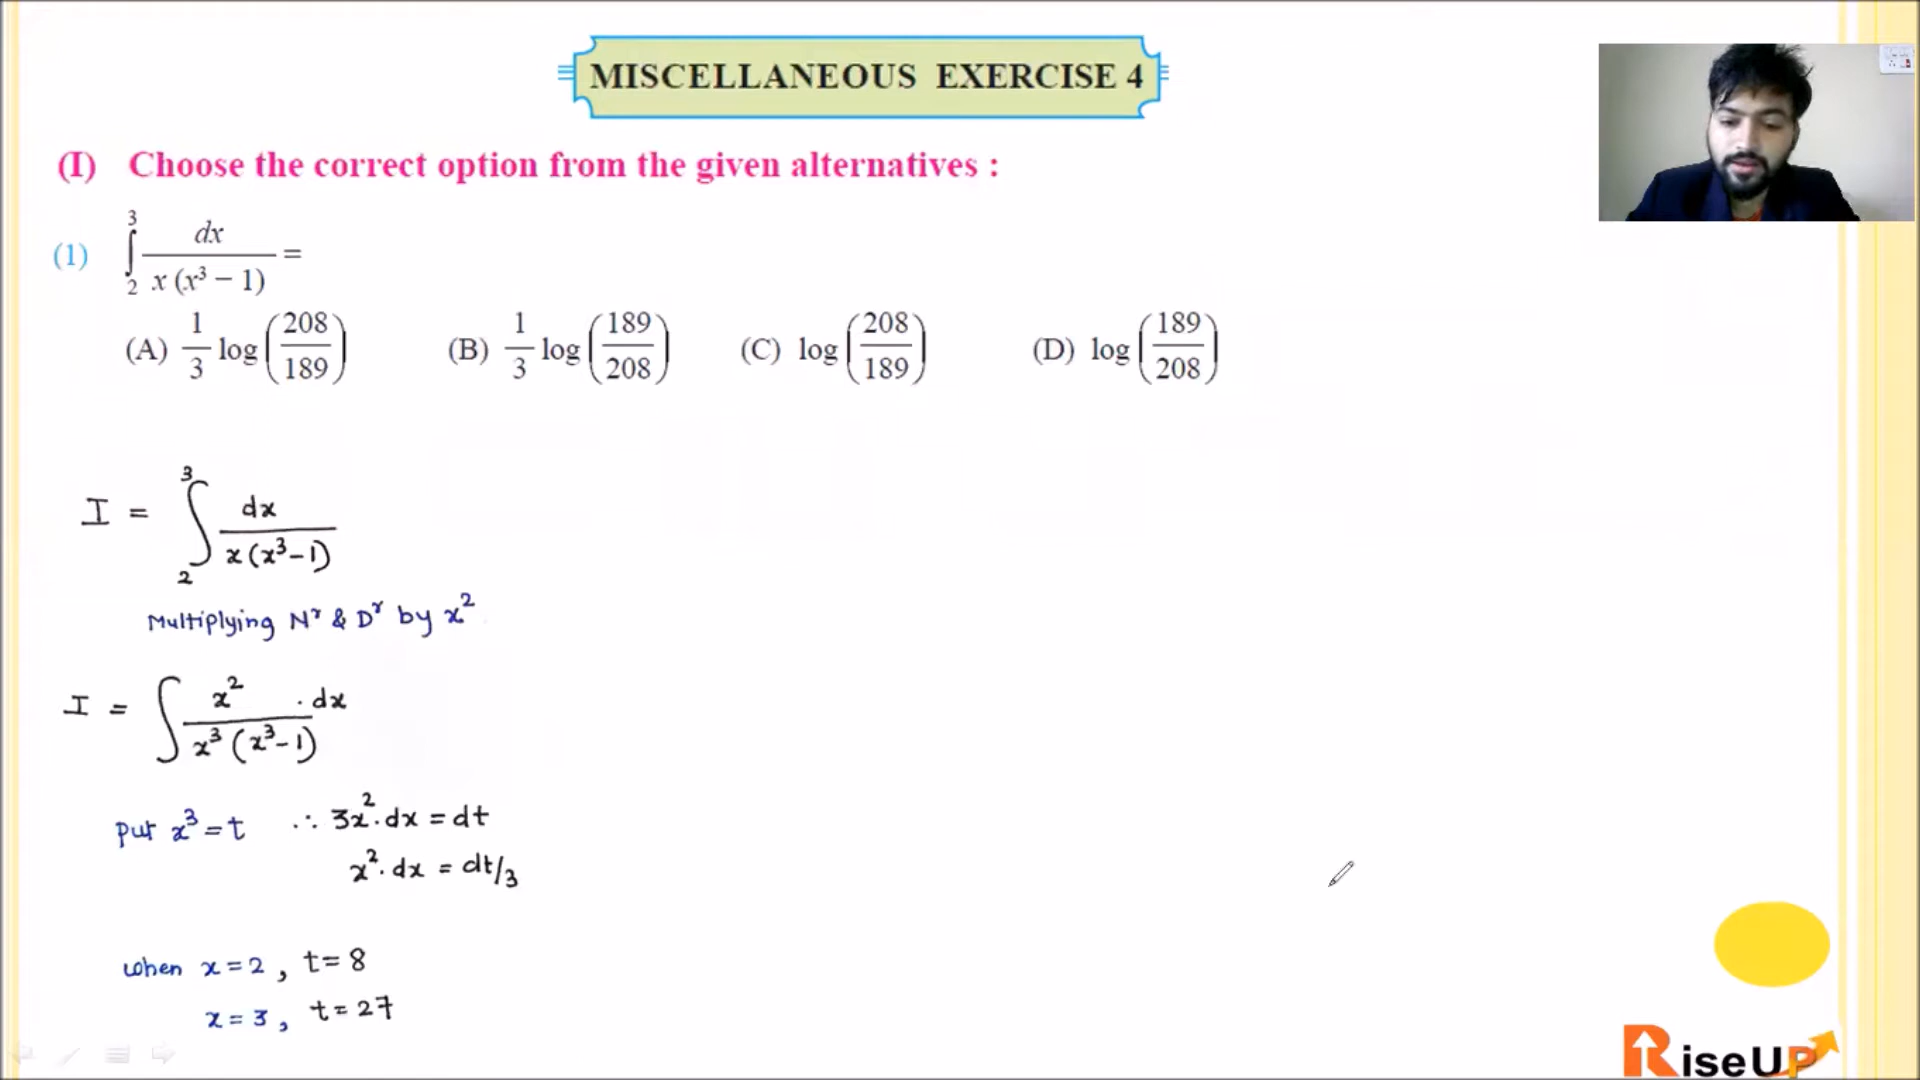 MISCELLANEOUS EXERCISE 4
(I) Choose the correct option from the given alternatives :
(1) ∫₂³ dx / x (x³ − 1) =
(A) 1/3 log (208/189) (B) 1/3 log (189/208) (C) log (208/189) (D) log (189/208)
I = ∫₂³ dx / x(x³−1)
Multiplying Nʳ & Dʳ by x²
I = ∫ x² / x³ (x³−1) . dx
put x³ = t ∴ 3x². dx = dt
x². dx = dt/3
when x = 2 , t = 8
x = 3 , t = 27
RiseUP